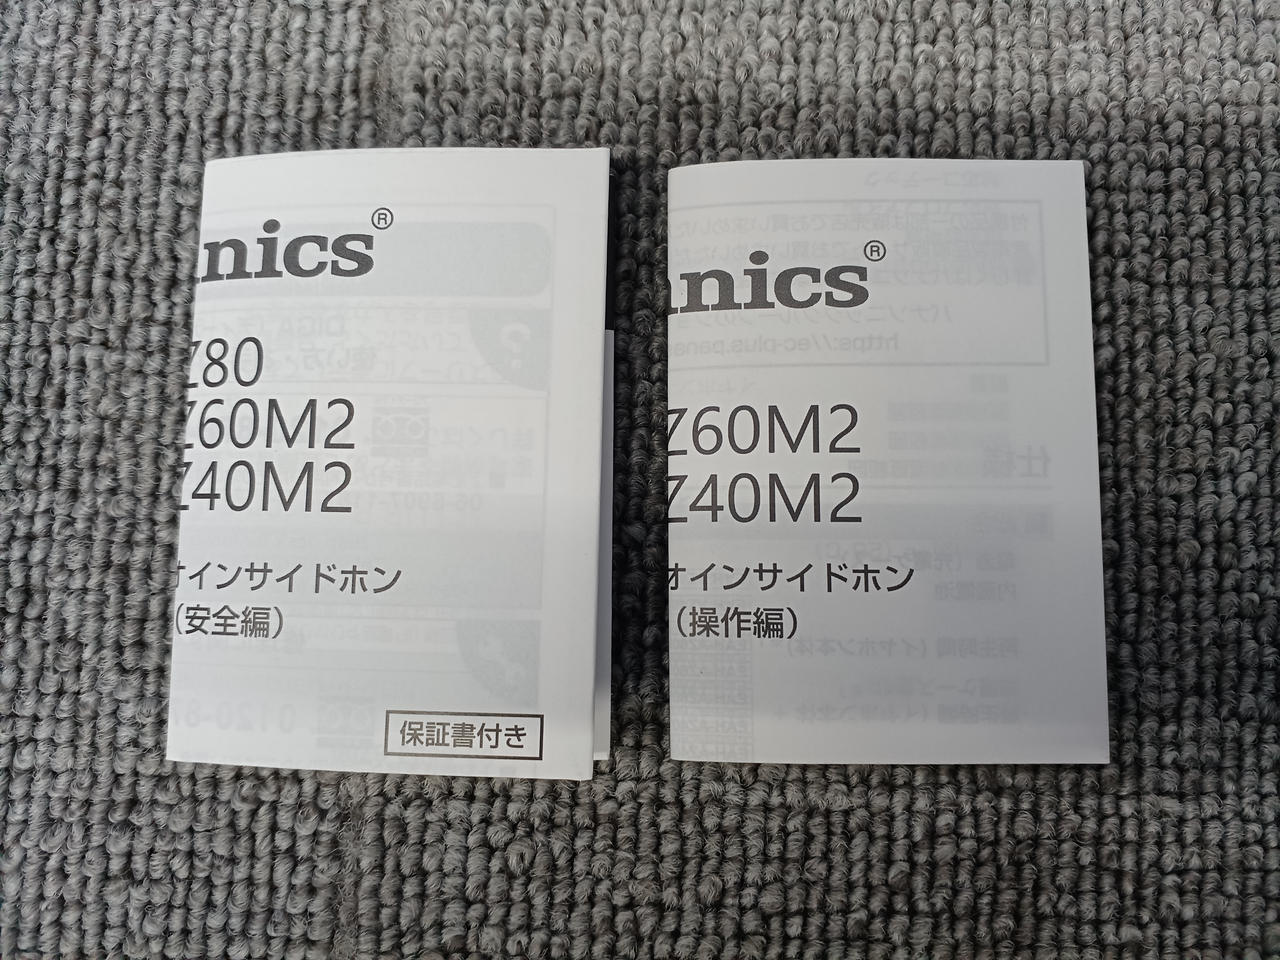 nics®
Z80
Z60M2
Z40M2
オインサイドホン
（安全編）
保証書付き
nics®
Z60M2
Z40M2
オインサイドホン
（操作編）